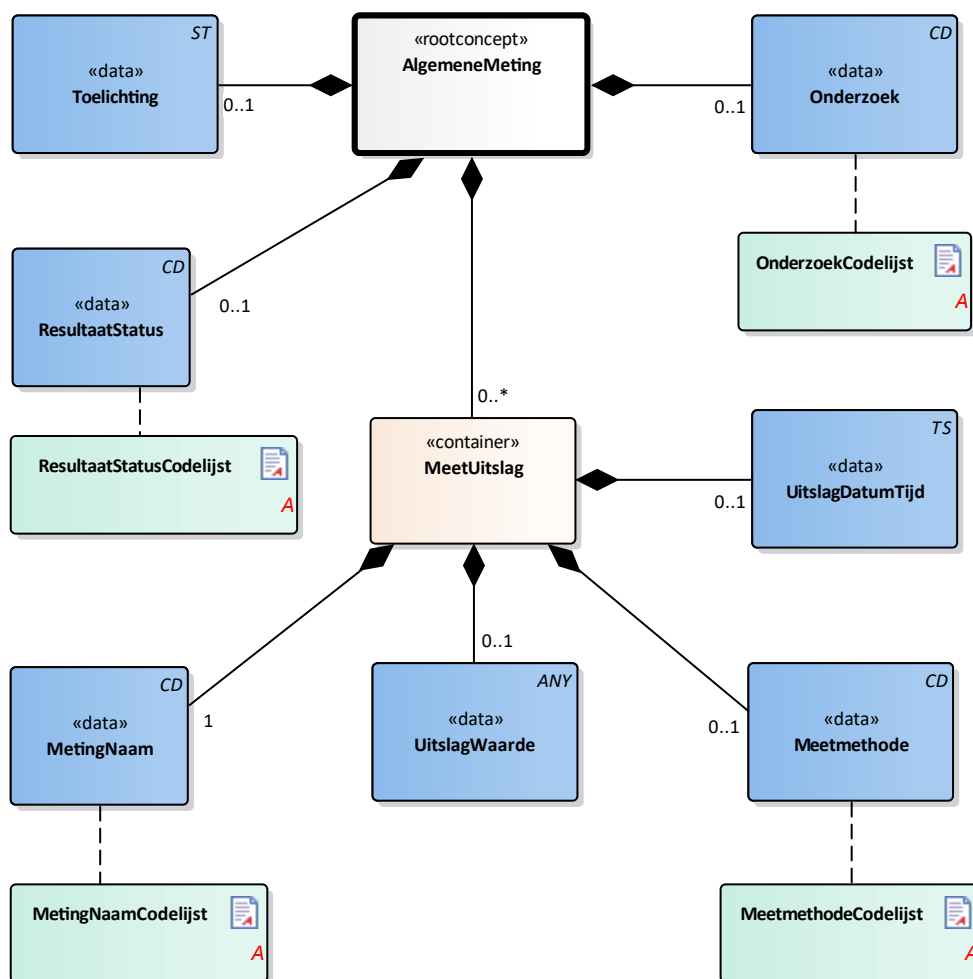 ST
«data»
Toelichting
0..1
«rootconcept»
AlgemeneMeting
CD
«data»
Onderzoek
0..1
OnderzoekCodelijst
A
CD
«data»
ResultaatStatus
0..1
ResultaatStatusCodelijst
A
0..*
«container»
MeetUitslag
TS
«data»
UitslagDatumTijd
0..1
CD
«data»
MetingNaam
1
ANY
«data»
UitslagWaarde
0..1
CD
«data»
Meetmethode
0..1
MetingNaamCodelijst
A
MeetmethodeCodelijst
A